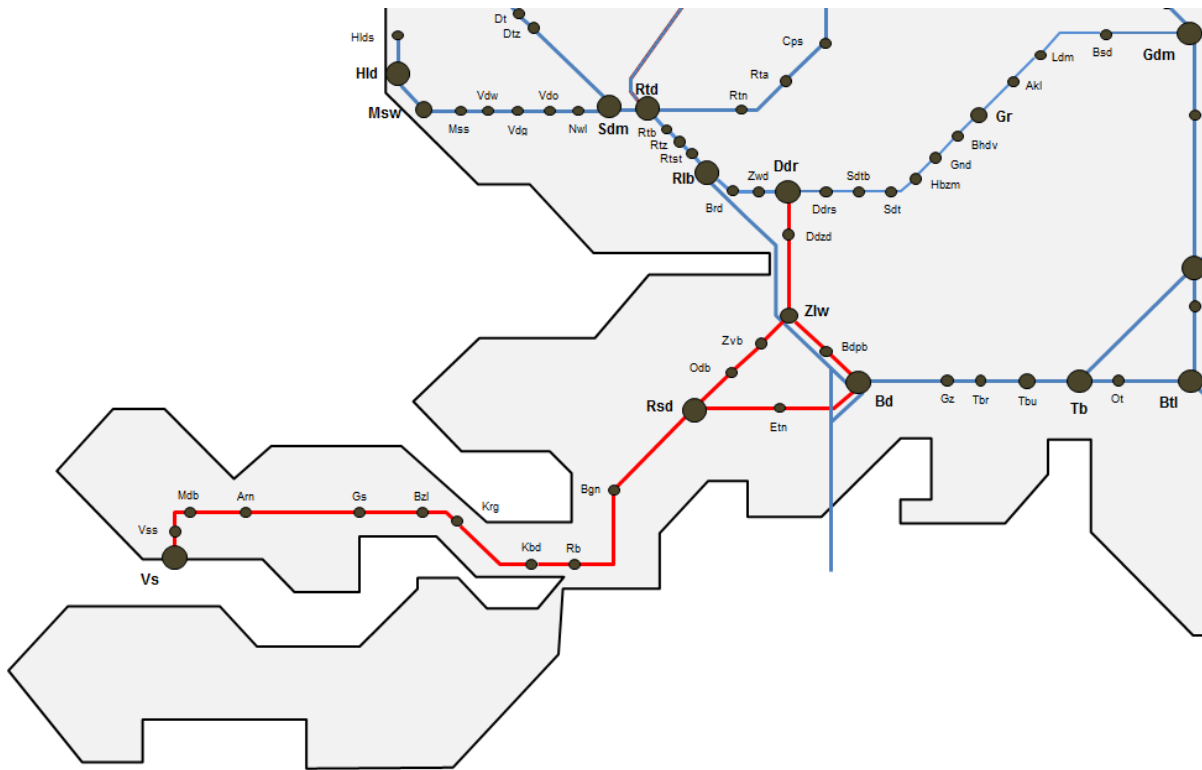 Dt
Dtz
Hlds
Cps
Bsd
Gdm
Ldm
Hld
Rta
Akl
Rtd
Vdw
Vdo
Rtn
Msw
Mss
Vdg
Nwl
Sdm
Rtb
Gr
Rtz
Bhdv
Rtst
Gnd
Rlb
Ddr
Zwd
Sdtb
Hbzm
Brd
Ddrs
Sdt
Ddzd
Zlw
Zvb
Bdpb
Odb
Rsd
Bd
Gz
Tbr
Tbu
Tb
Ot
Btl
Etn
Bgn
Mdb
Arn
Gs
Bzl
Krg
Vss
Kbd
Rb
Vs